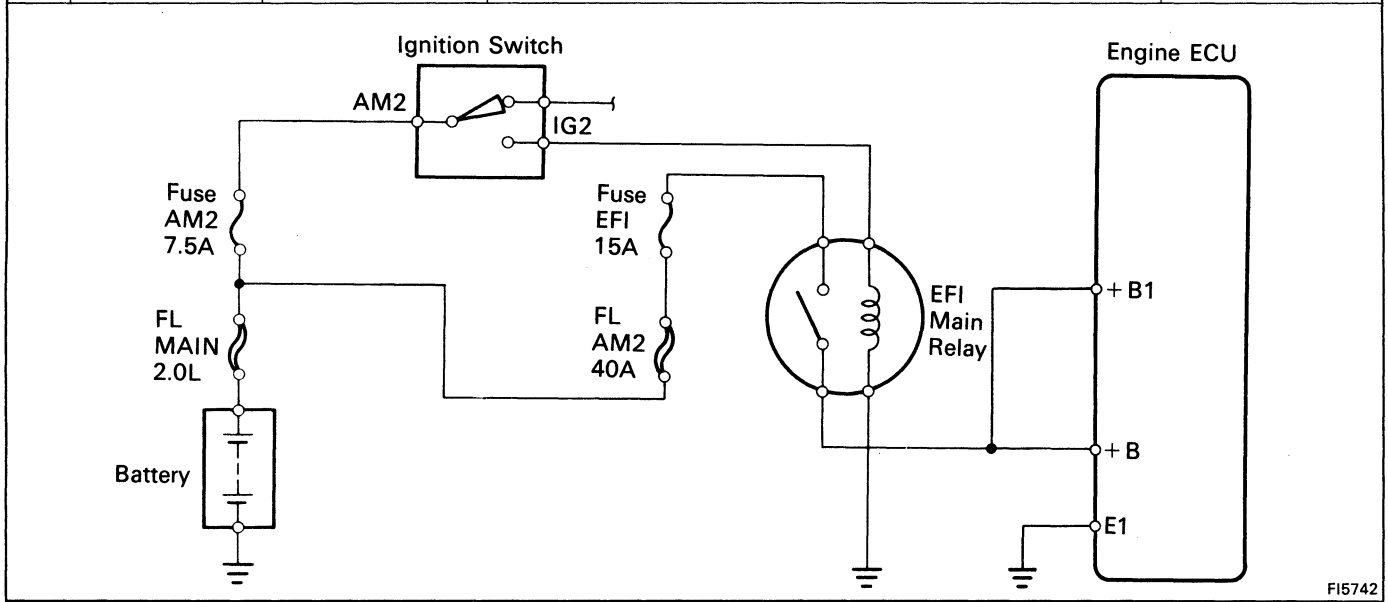 Ignition Switch
Engine ECU
AM2
IG2
Fuse
AM2
7.5A
Fuse
EFI
15A
FL
MAIN
2.0L
FL
AM2
40A
EFI
Main
Relay
+ B1
Battery
+ B
E1
FI5742